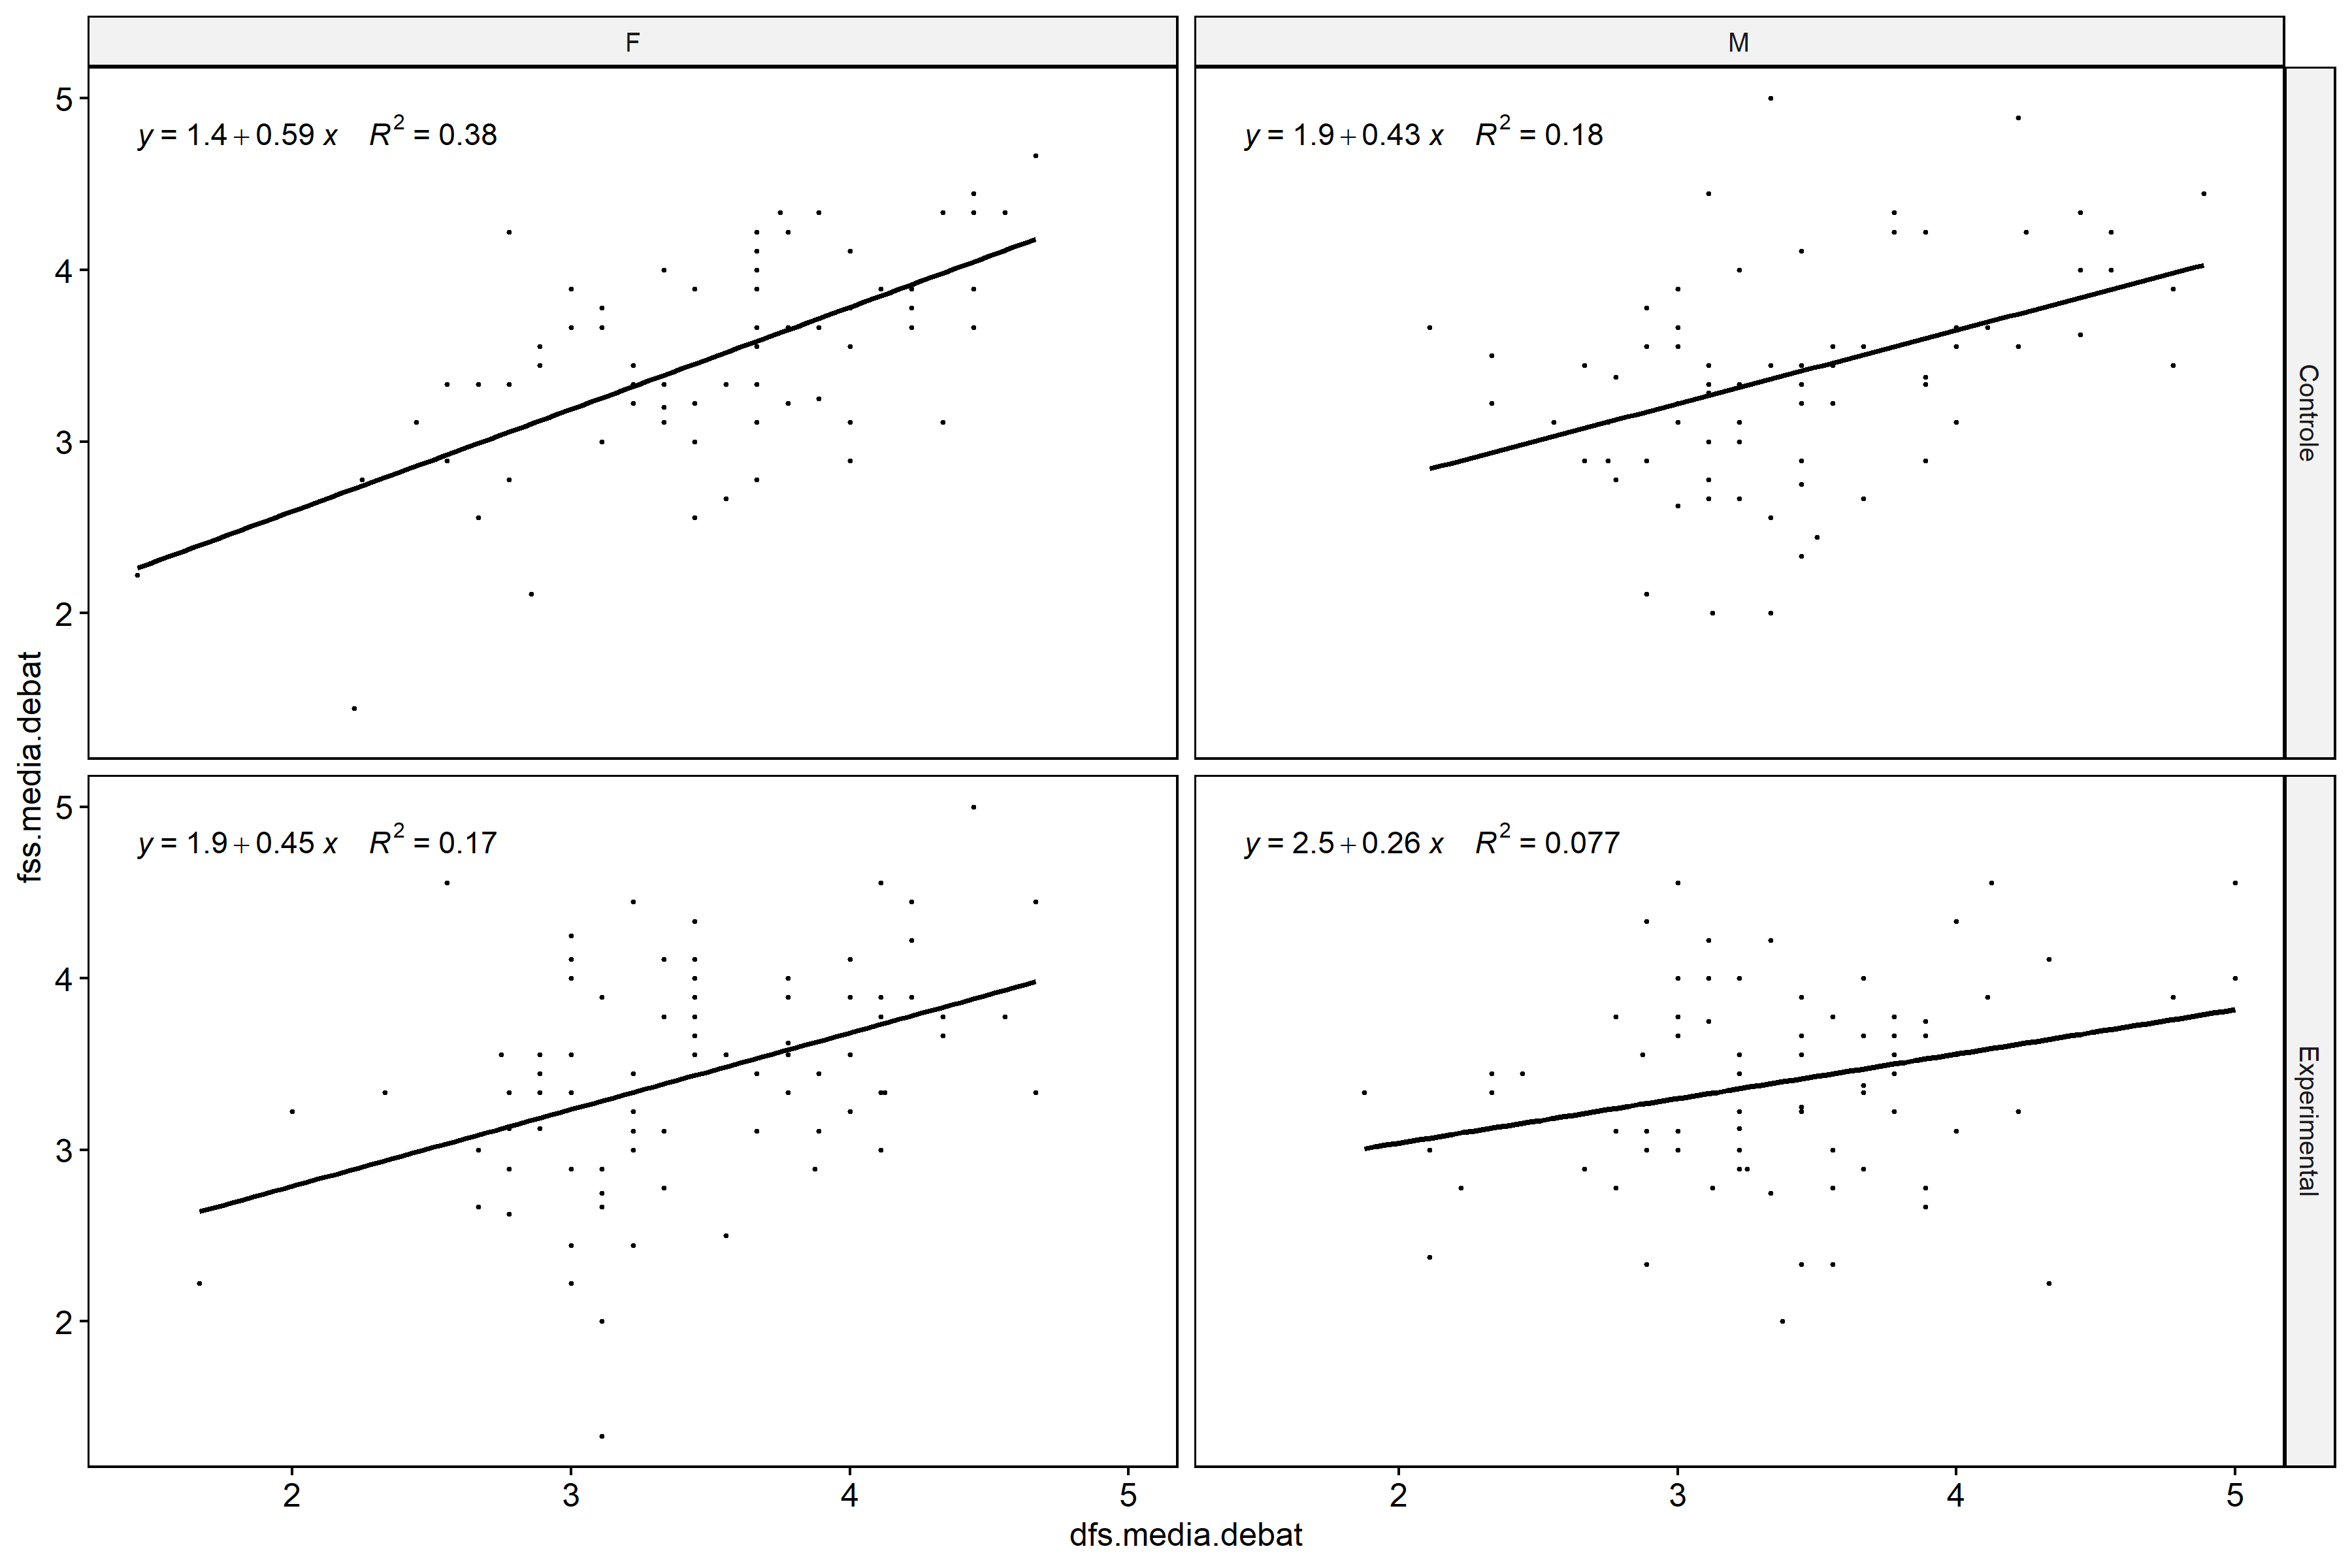 F
M
5
y = 1.4 + 0.59 x   R² = 0.38
y = 1.9 + 0.43 x   R² = 0.18
4
3
2
Controle
fss.media.debat
5
y = 1.9 + 0.45 x   R² = 0.17
y = 2.5 + 0.26 x   R² = 0.077
4
3
2
Experimental
2 3 4 5
2 3 4 5
dfs.media.debat